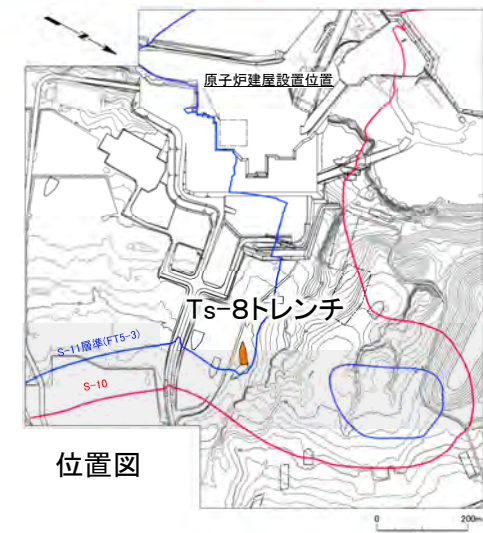 原子炉建屋設置位置
Ts-8トレンチ
S-11層準(FT5-3)
S-10
位置図
0 200m